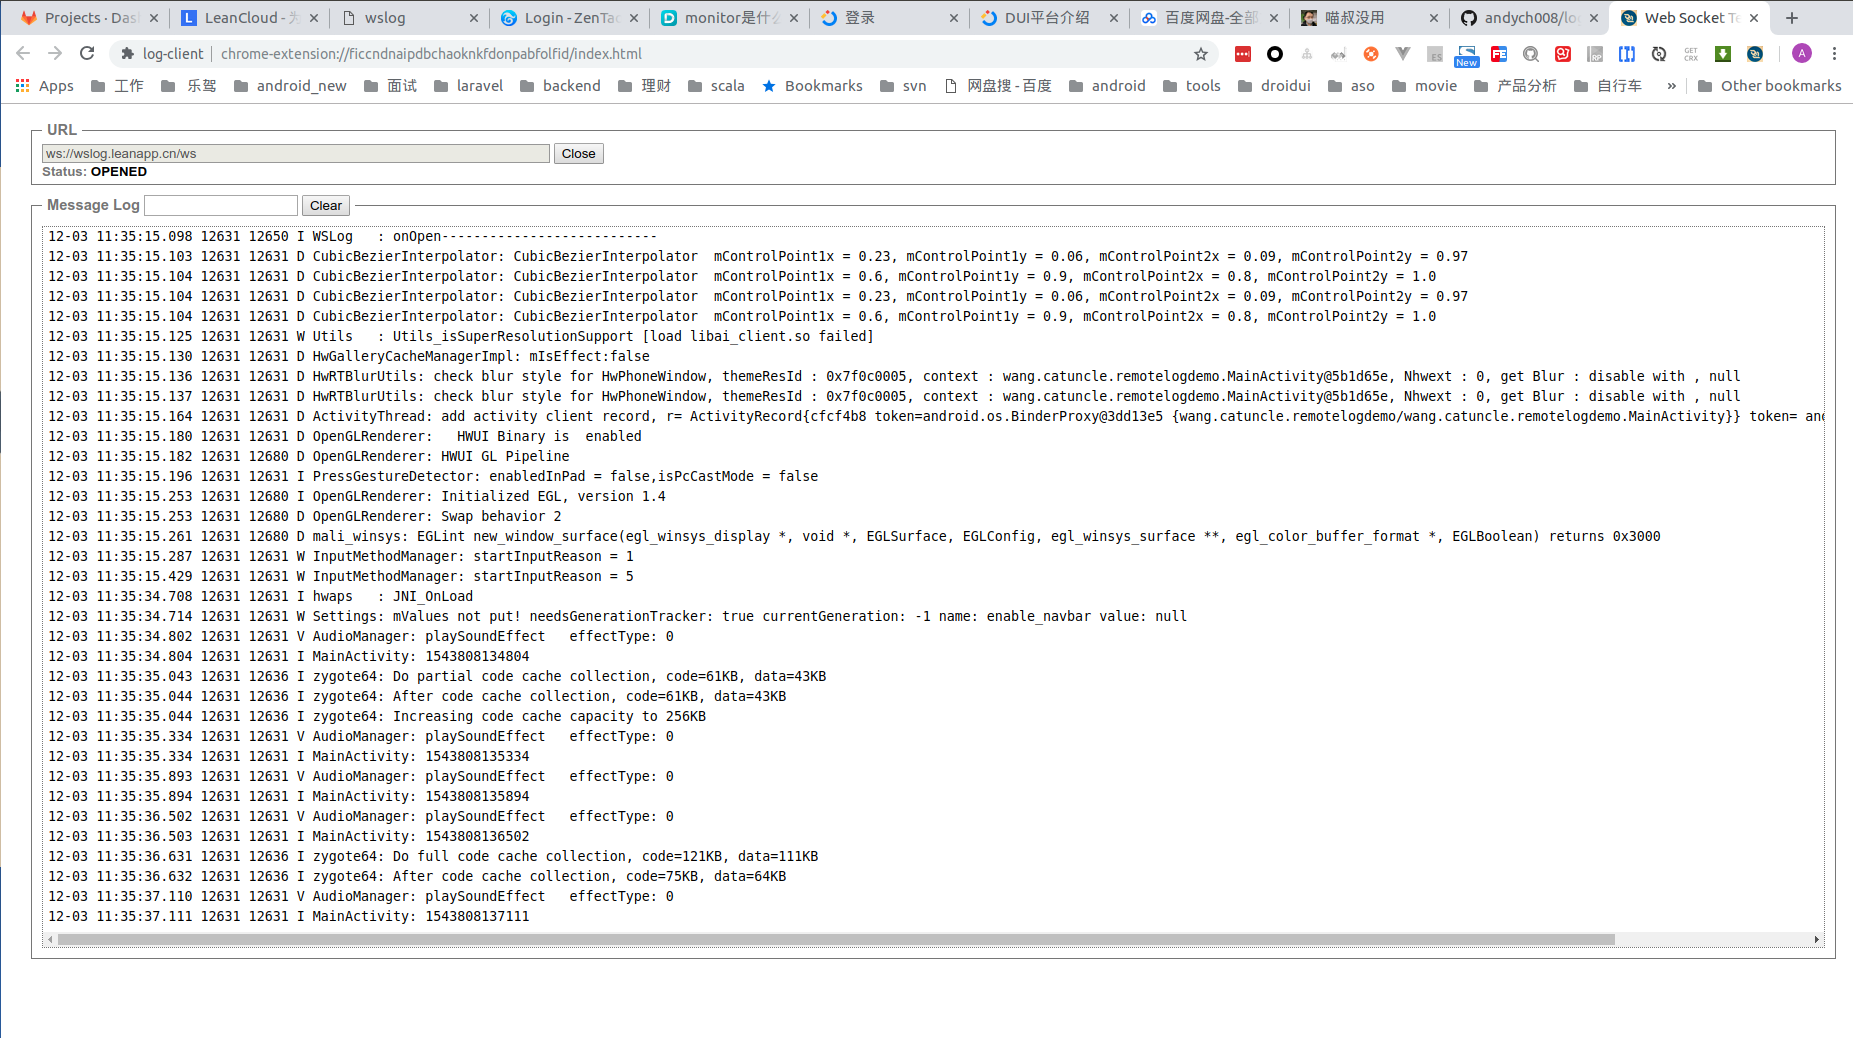 Projects · Das
LeanCloud - 为
wslog
Login - ZenTao
monitor是什么
登录
DUI平台介绍
百度网盘-全部
喵叔没用
andych008/log
Web Socket Te
log-client
chrome-extension://ficcndnaipdbchaoknkfdonpabfolfid/index.html
New
GET CRX
A
Apps
工作
乐驾
android_new
面试
laravel
backend
理财
scala
Bookmarks
svn
网盘搜 - 百度
android
tools
droidui
aso
movie
产品分析
自行车
»
Other bookmarks
URL
ws://wslog.leanapp.cn/ws
Close
Status: OPENED
Message Log
Clear
12-03 11:35:15.098 12631 12650 I WSLog   : onOpen---------------------------
12-03 11:35:15.103 12631 12631 D CubicBezierInterpolator: CubicBezierInterpolator  mControlPoint1x = 0.23, mControlPoint1y = 0.06, mControlPoint2x = 0.09, mControlPoint2y = 0.97
12-03 11:35:15.104 12631 12631 D CubicBezierInterpolator: CubicBezierInterpolator  mControlPoint1x = 0.6, mControlPoint1y = 0.9, mControlPoint2x = 0.8, mControlPoint2y = 1.0
12-03 11:35:15.104 12631 12631 D CubicBezierInterpolator: CubicBezierInterpolator  mControlPoint1x = 0.23, mControlPoint1y = 0.06, mControlPoint2x = 0.09, mControlPoint2y = 0.97
12-03 11:35:15.104 12631 12631 D CubicBezierInterpolator: CubicBezierInterpolator  mControlPoint1x = 0.6, mControlPoint1y = 0.9, mControlPoint2x = 0.8, mControlPoint2y = 1.0
12-03 11:35:15.125 12631 12631 W Utils   : Utils_isSuperResolutionSupport [load libai_client.so failed]
12-03 11:35:15.130 12631 12631 D HwGalleryCacheManagerImpl: mIsEffect:false
12-03 11:35:15.136 12631 12631 D HwRTBlurUtils: check blur style for HwPhoneWindow, themeResId : 0x7f0c0005, context : wang.catuncle.remotelogdemo.MainActivity@5b1d65e, Nhwext : 0, get Blur : disable with , null
12-03 11:35:15.137 12631 12631 D HwRTBlurUtils: check blur style for HwPhoneWindow, themeResId : 0x7f0c0005, context : wang.catuncle.remotelogdemo.MainActivity@5b1d65e, Nhwext : 0, get Blur : disable with , null
12-03 11:35:15.164 12631 12631 D ActivityThread: add activity client record, r= ActivityRecord{cfcf4b8 token=android.os.BinderProxy@3dd13e5 {wang.catuncle.remotelogdemo/wang.catuncle.remotelogdemo.MainActivity}} token= and
12-03 11:35:15.180 12631 12631 D OpenGLRenderer:   HWUI Binary is  enabled
12-03 11:35:15.182 12631 12680 D OpenGLRenderer: HWUI GL Pipeline
12-03 11:35:15.196 12631 12631 I PressGestureDetector: enabledInPad = false,isPcCastMode = false
12-03 11:35:15.253 12631 12680 I OpenGLRenderer: Initialized EGL, version 1.4
12-03 11:35:15.253 12631 12680 D OpenGLRenderer: Swap behavior 2
12-03 11:35:15.261 12631 12680 D mali_winsys: EGLint new_window_surface(egl_winsys_display *, void *, EGLSurface, EGLConfig, egl_winsys_surface **, egl_color_buffer_format *, EGLBoolean) returns 0x3000
12-03 11:35:15.287 12631 12631 W InputMethodManager: startInputReason = 1
12-03 11:35:15.429 12631 12631 W InputMethodManager: startInputReason = 5
12-03 11:35:34.708 12631 12631 I hwaps   : JNI_OnLoad
12-03 11:35:34.714 12631 12631 W Settings: mValues not put! needsGenerationTracker: true currentGeneration: -1 name: enable_navbar value: null
12-03 11:35:34.802 12631 12631 V AudioManager: playSoundEffect   effectType: 0
12-03 11:35:34.804 12631 12631 I MainActivity: 1543808134804
12-03 11:35:35.043 12631 12636 I zygote64: Do partial code cache collection, code=61KB, data=43KB
12-03 11:35:35.044 12631 12636 I zygote64: After code cache collection, code=61KB, data=43KB
12-03 11:35:35.044 12631 12636 I zygote64: Increasing code cache capacity to 256KB
12-03 11:35:35.334 12631 12631 V AudioManager: playSoundEffect   effectType: 0
12-03 11:35:35.334 12631 12631 I MainActivity: 1543808135334
12-03 11:35:35.893 12631 12631 V AudioManager: playSoundEffect   effectType: 0
12-03 11:35:35.894 12631 12631 I MainActivity: 1543808135894
12-03 11:35:36.502 12631 12631 V AudioManager: playSoundEffect   effectType: 0
12-03 11:35:36.503 12631 12631 I MainActivity: 1543808136502
12-03 11:35:36.631 12631 12636 I zygote64: Do full code cache collection, code=121KB, data=111KB
12-03 11:35:36.632 12631 12636 I zygote64: After code cache collection, code=75KB, data=64KB
12-03 11:35:37.110 12631 12631 V AudioManager: playSoundEffect   effectType: 0
12-03 11:35:37.111 12631 12631 I MainActivity: 1543808137111